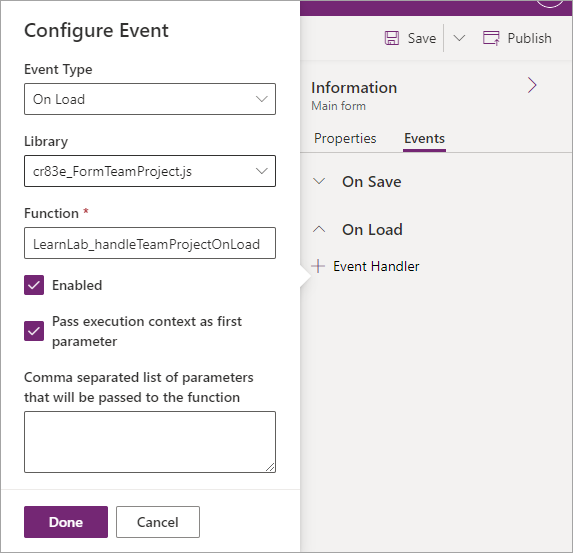 Configure Event
Event Type
On Load
Library
cr83e_FormTeamProject.js
Function *
LearnLab_handleTeamProjectOnLoad
Enabled
Pass execution context as first
parameter
Comma separated list of parameters
that will be passed to the function
Done
Cancel
Save
Publish
Information
Main form
Properties
Events
On Save
On Load
Event Handler